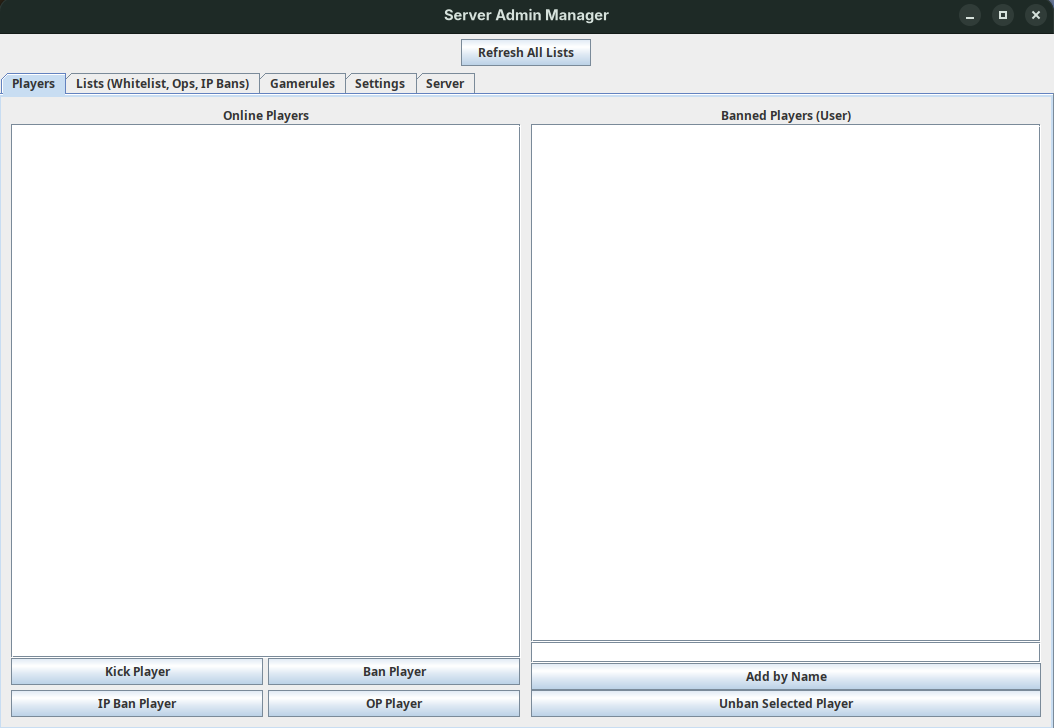 Server Admin Manager
Refresh All Lists
Players
Lists (Whitelist, Ops, IP Bans)
Gamerules
Settings
Server
Online Players
Banned Players (User)
Kick Player
Ban Player
IP Ban Player
OP Player
Add by Name
Unban Selected Player